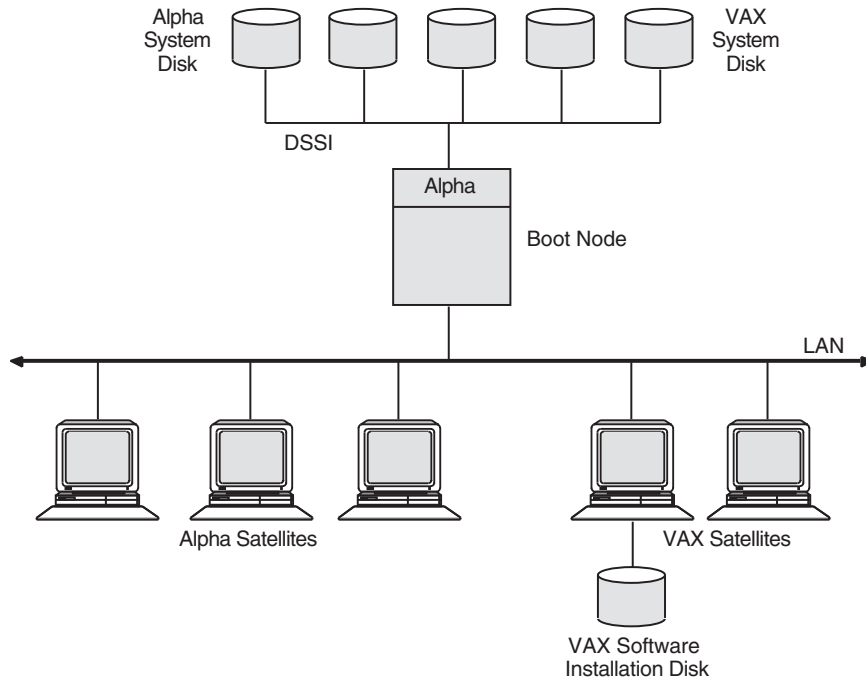 Alpha
System
Disk
VAX
System
Disk
DSSI
Alpha
Boot Node
LAN
Alpha Satellites
VAX Satellites
VAX Software
Installation Disk